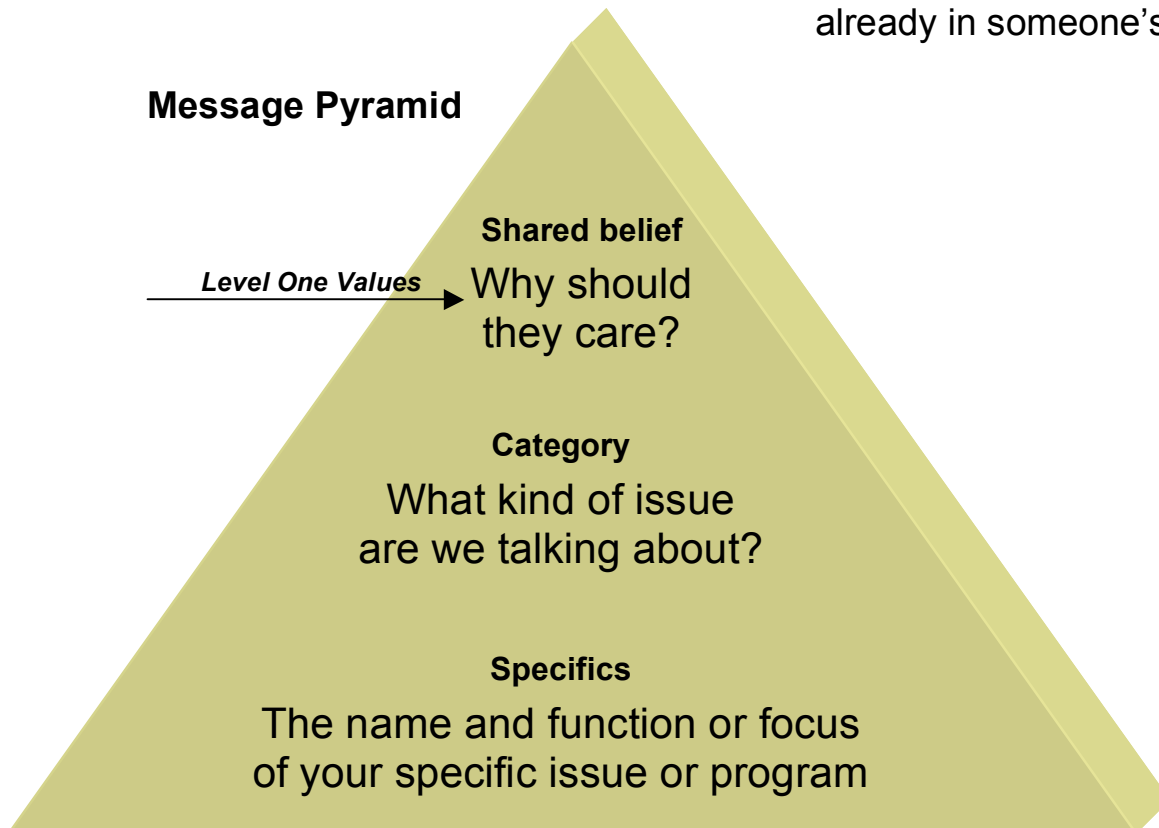 already in someone's
Message Pyramid
Shared belief
Level One Values
Why should
they care?
Category
What kind of issue
are we talking about?
Specifics
The name and function or focus
of your specific issue or program